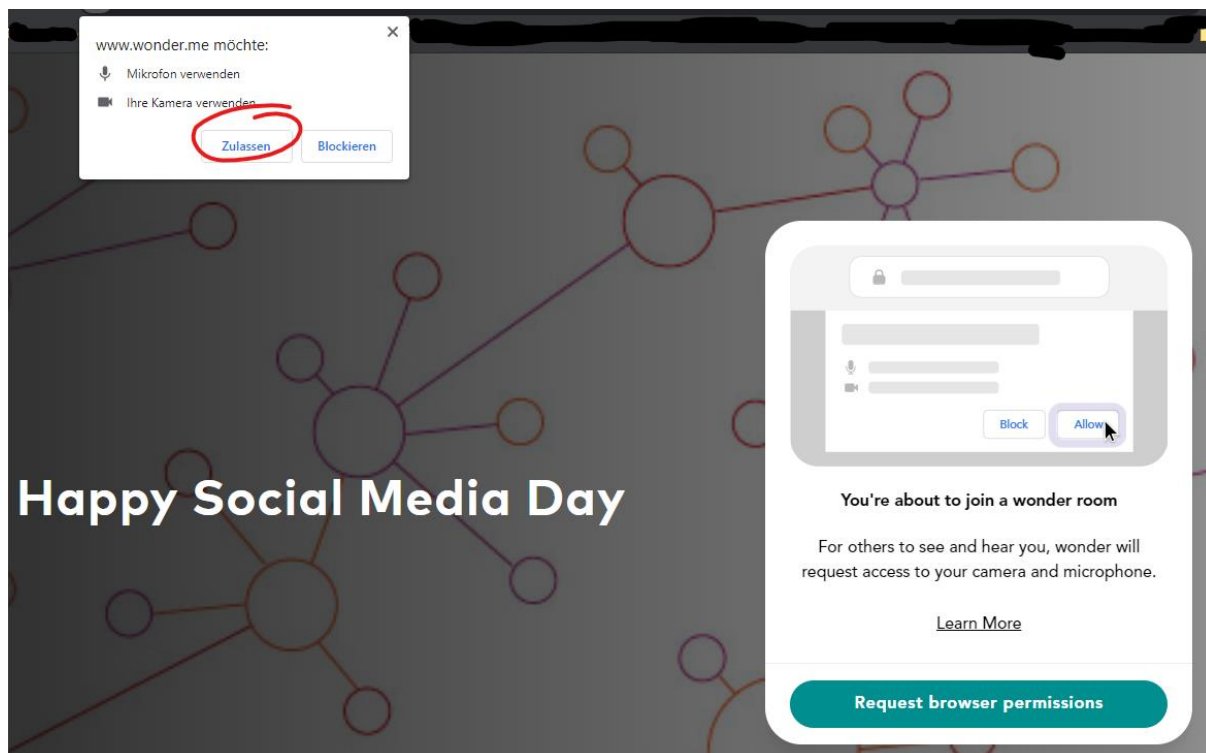 www.wonder.me möchte:
Mikrofon verwenden
Ihre Kamera verwenden
Zulassen
Blockieren
Happy Social Media Day
Block
Allow
You're about to join a wonder room
For others to see and hear you, wonder will
request access to your camera and microphone.
Learn More
Request browser permissions